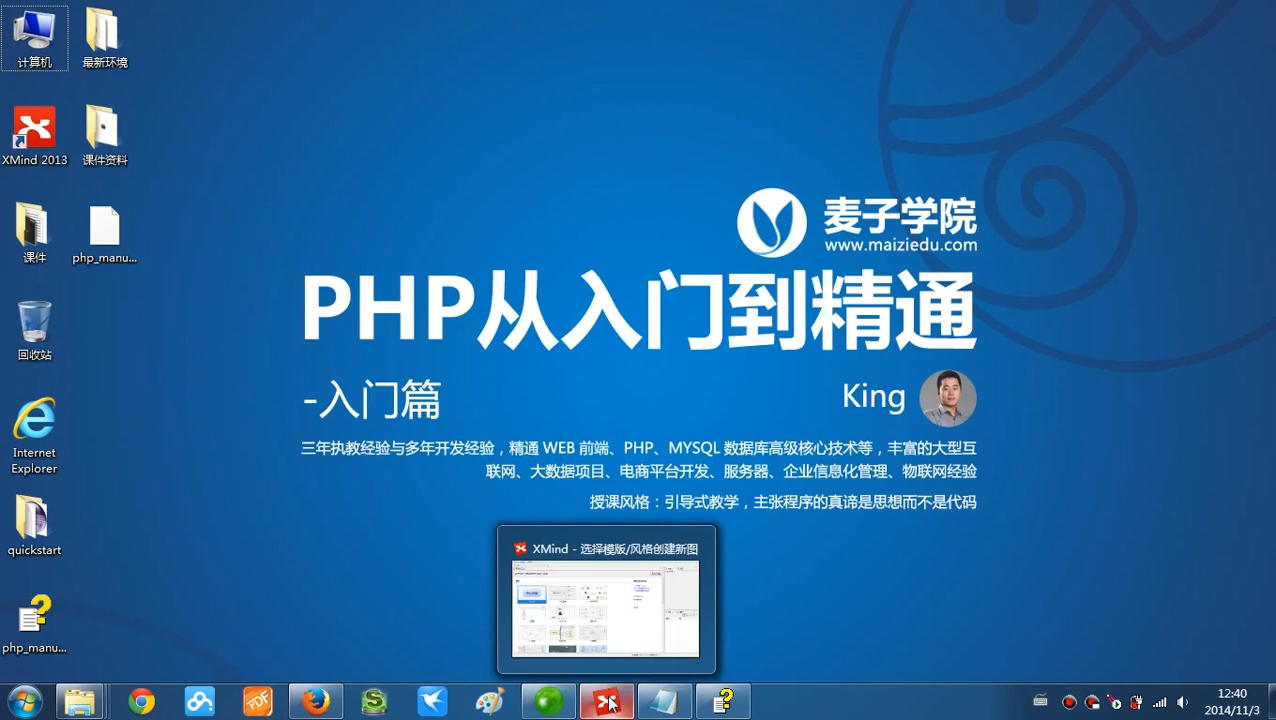 计算机
最新环境
XMind 2013
课件资料
课件
php_manu...
回收站
Internet
Explorer
quickstart
php_manu...
麦子学院
www.maiziedu.com
PHP从入门到精通
-入门篇
King
三年执教经验与多年开发经验，精通 WEB 前端、PHP、MYSQL 数据库高级核心技术等，丰富的大型互
联网、大数据项目、电商平台开发、服务器、企业信息化管理、物联网经验
授课风格：引导式教学，主张程序的真谛是思想而不是代码
XMind - 选择模版/风格创建新图
PDF
12:40
2014/11/3